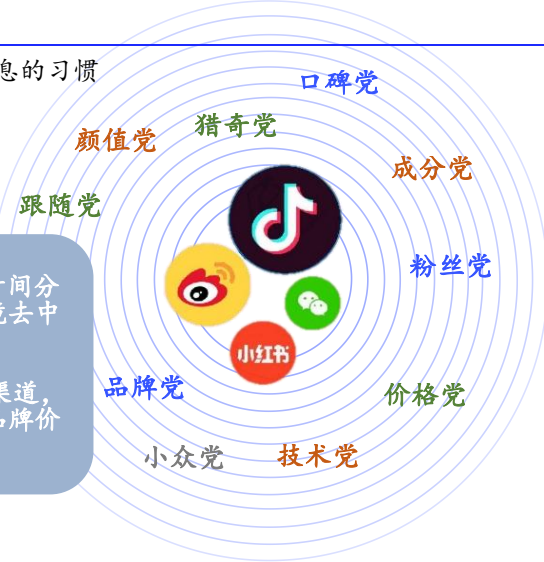 息的习惯
口碑党
猎奇党
颜值党
成分党
跟随党
粉丝党
时间分
竞去中
小红书
渠道，
品牌价
品牌党
价格党
小众党
技术党